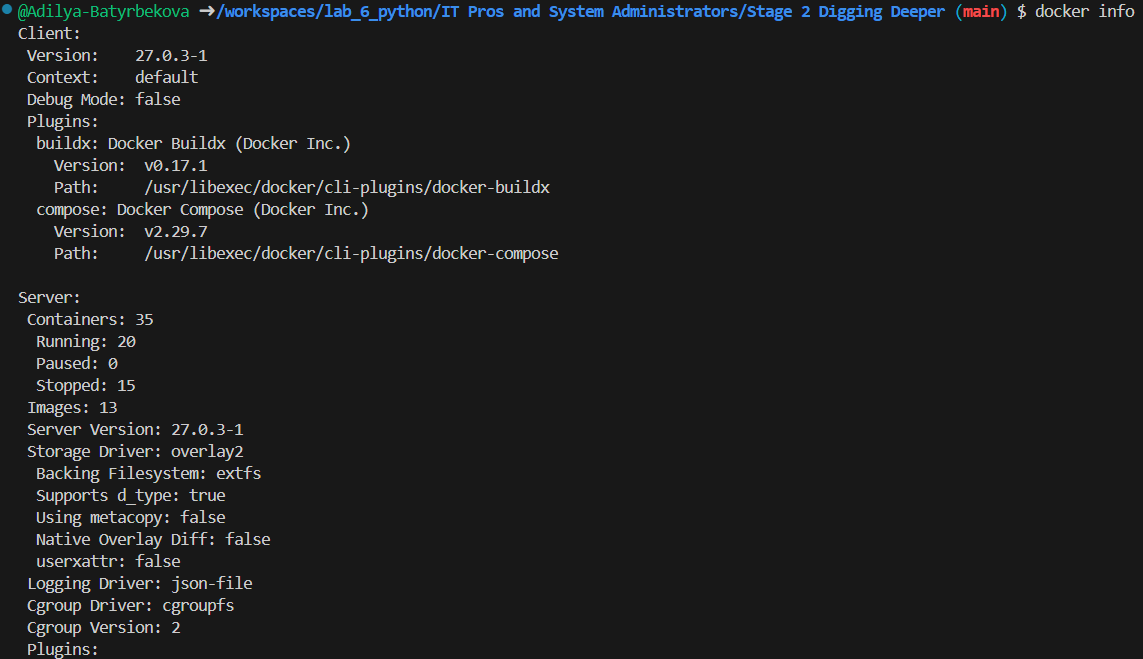 @Adilya-Batyrbekova ➜/workspaces/lab_6_python/IT Pros and System Administrators/Stage 2 Digging Deeper (main) $ docker info
Client:
 Version:    27.0.3-1
 Context:    default
 Debug Mode: false
 Plugins:
  buildx: Docker Buildx (Docker Inc.)
    Version:  v0.17.1
    Path:     /usr/libexec/docker/cli-plugins/docker-buildx
  compose: Docker Compose (Docker Inc.)
    Version:  v2.29.7
    Path:     /usr/libexec/docker/cli-plugins/docker-compose

Server:
 Containers: 35
  Running: 20
  Paused: 0
  Stopped: 15
 Images: 13
 Server Version: 27.0.3-1
 Storage Driver: overlay2
  Backing Filesystem: extfs
  Supports d_type: true
  Using metacopy: false
  Native Overlay Diff: false
  userxattr: false
 Logging Driver: json-file
 Cgroup Driver: cgroupfs
 Cgroup Version: 2
 Plugins: